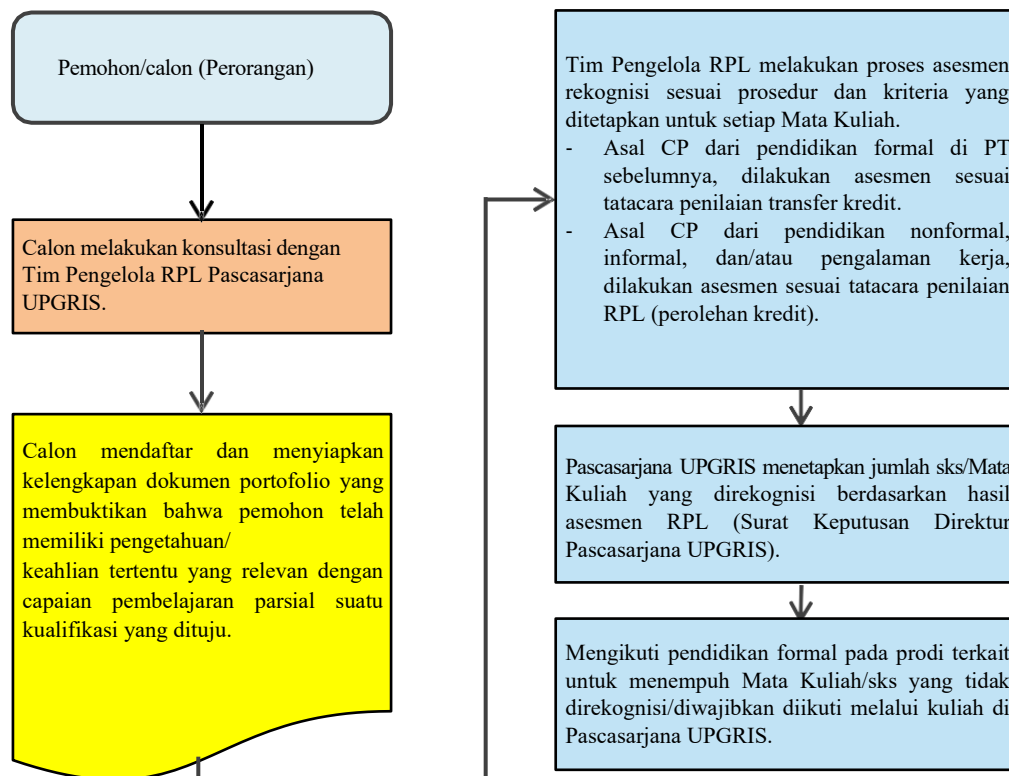 Pemohon/calon (Perorangan)
Calon melakukan konsultasi dengan
Tim Pengelola RPL Pascasarjana
UPGRIS.
Calon mendaftar dan menyiapkan
kelengkapan dokumen portofolio yang
membuktikan bahwa pemohon telah
memiliki pengetahuan/
keahlian tertentu yang relevan dengan
capaian pembelajaran parsial suatu
kualifikasi yang dituju.
Tim Pengelola RPL melakukan proses asesmen
rekognisi sesuai prosedur dan kriteria yang
ditetapkan untuk setiap Mata Kuliah.
- Asal CP dari pendidikan formal di PT
sebelumnya, dilakukan asesmen sesuai
tatacara penilaian transfer kredit.
- Asal CP dari pendidikan nonformal,
informal, dan/atau pengalaman kerja,
dilakukan asesmen sesuai tatacara penilaian
RPL (perolehan kredit).
Pascasarjana UPGRIS menetapkan jumlah sks/Mata
Kuliah yang direkognisi berdasarkan hasil
asesmen RPL (Surat Keputusan Direktur
Pascasarjana UPGRIS).
Mengikuti pendidikan formal pada prodi terkait
untuk menempuh Mata Kuliah/sks yang tidak
direkognisi/diwajibkan diikuti melalui kuliah di
Pascasarjana UPGRIS.